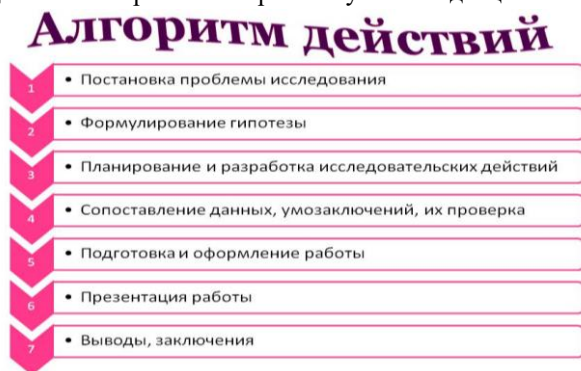 Алгоритм действий
1 • Постановка проблемы исследования
2 • Формулирование гипотезы
3 • Планирование и разработка исследовательских действий
4 • Сопоставление данных, умозаключений, их проверка
5 • Подготовка и оформление работы
6 • Презентация работы
7 • Выводы, заключения